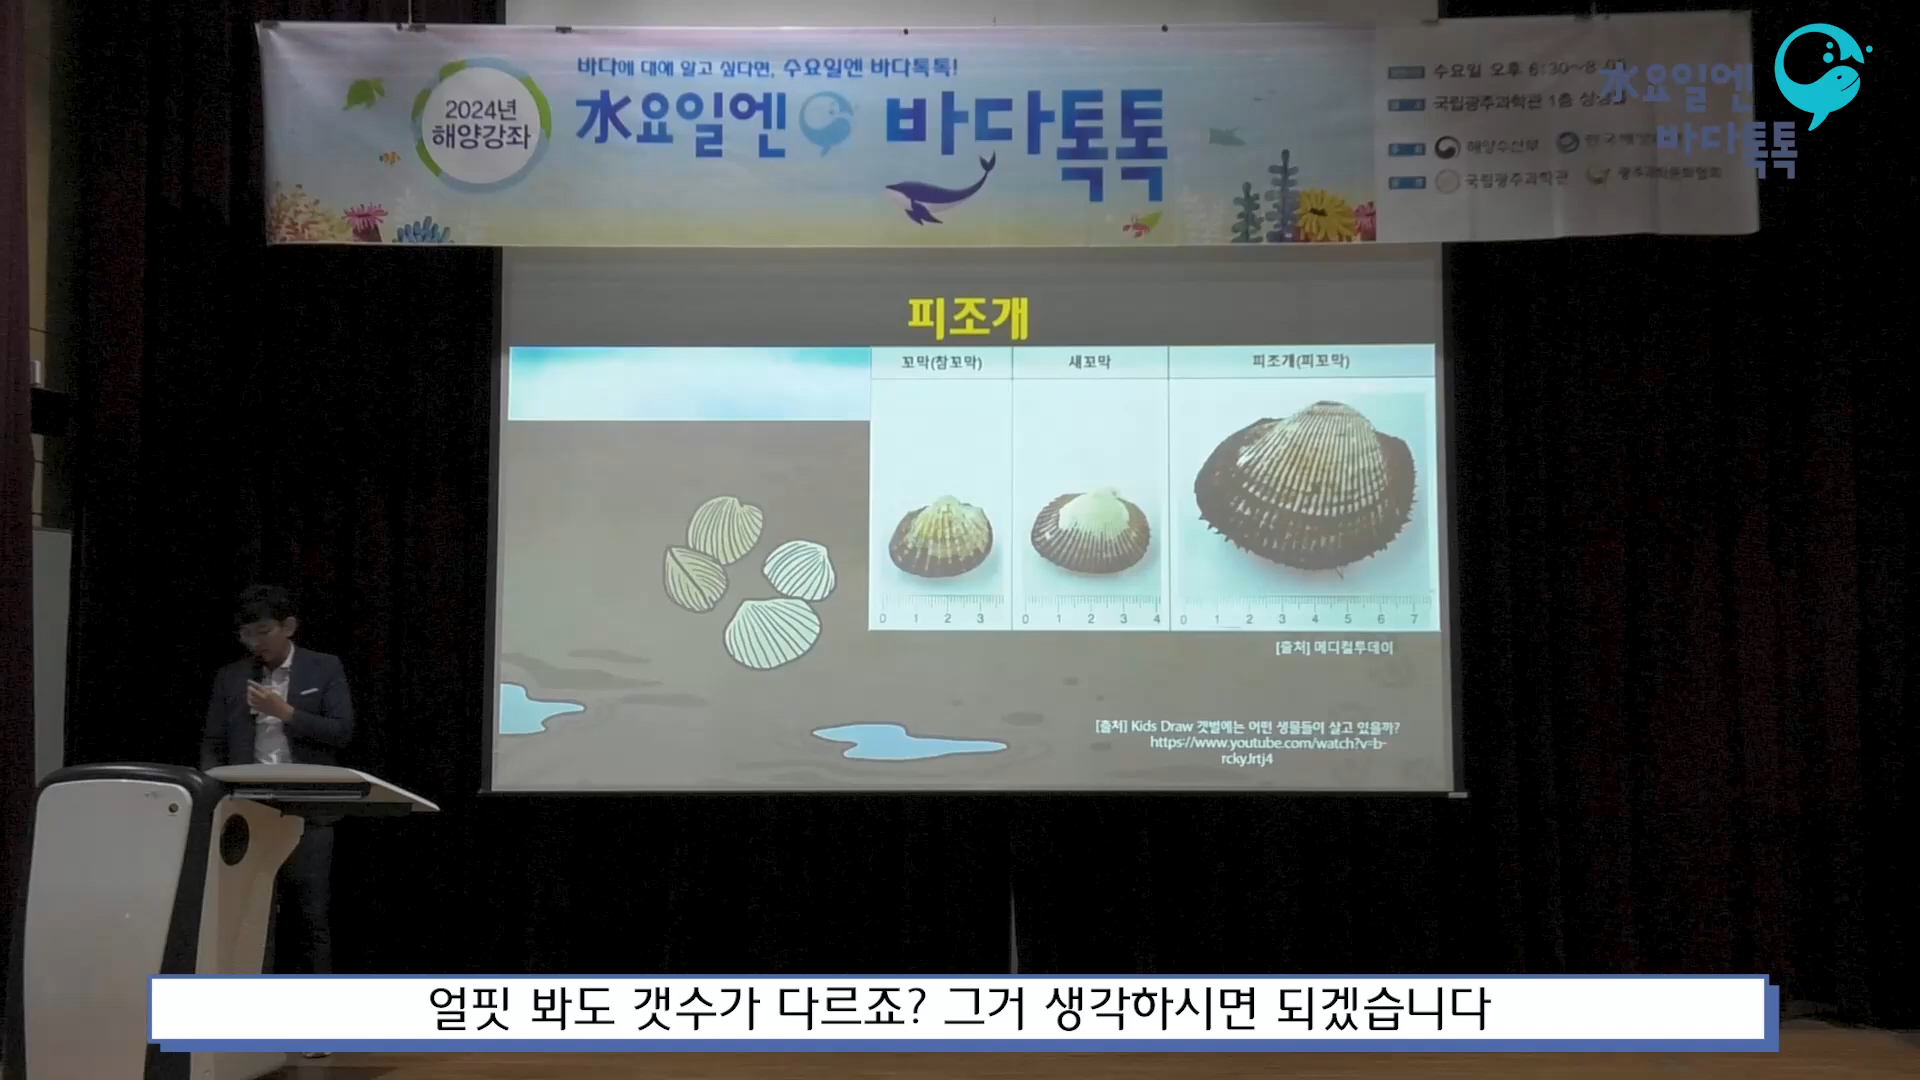 바다에 대해 알고 싶다면, 수요일엔 바다톡톡!
2024년
해양강좌
水요일엔 바다톡톡
수요일 오후 6:30~8
국립광주과학관 1층
해양수산부
국립광주과학관
水요일엔
바다톡톡
피조개
꼬막(참꼬막) 새꼬막 피조개(피꼬막)
0 1 2 3 0 1 2 3 4 0 1 2 3 4 5 6 7
[출처] 메디컬투데이
[출처] Kids Draw 갯벌에는 어떤 생물들이 살고 있을까?
https://www.youtube.com/watch?v=b-
rckyJrtj4
얼핏 봐도 갯수가 다르죠? 그거 생각하시면 되겠습니다